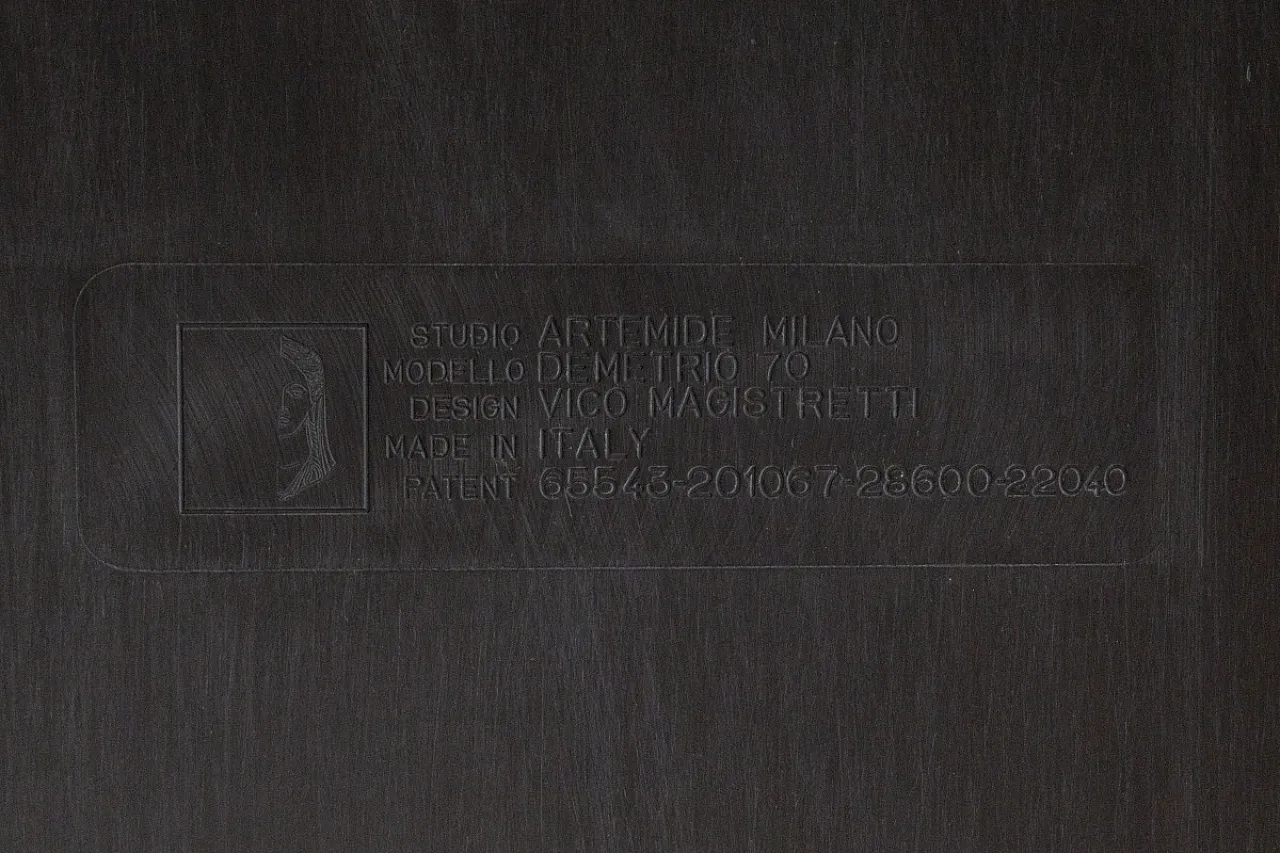 STUDIO ARTEMIDE MILANO
MODELLO DEMETRIO 70
DESIGN VICO MAGISTRETTI
MADE IN ITALY
PATENT 65543-201067-28600-22040